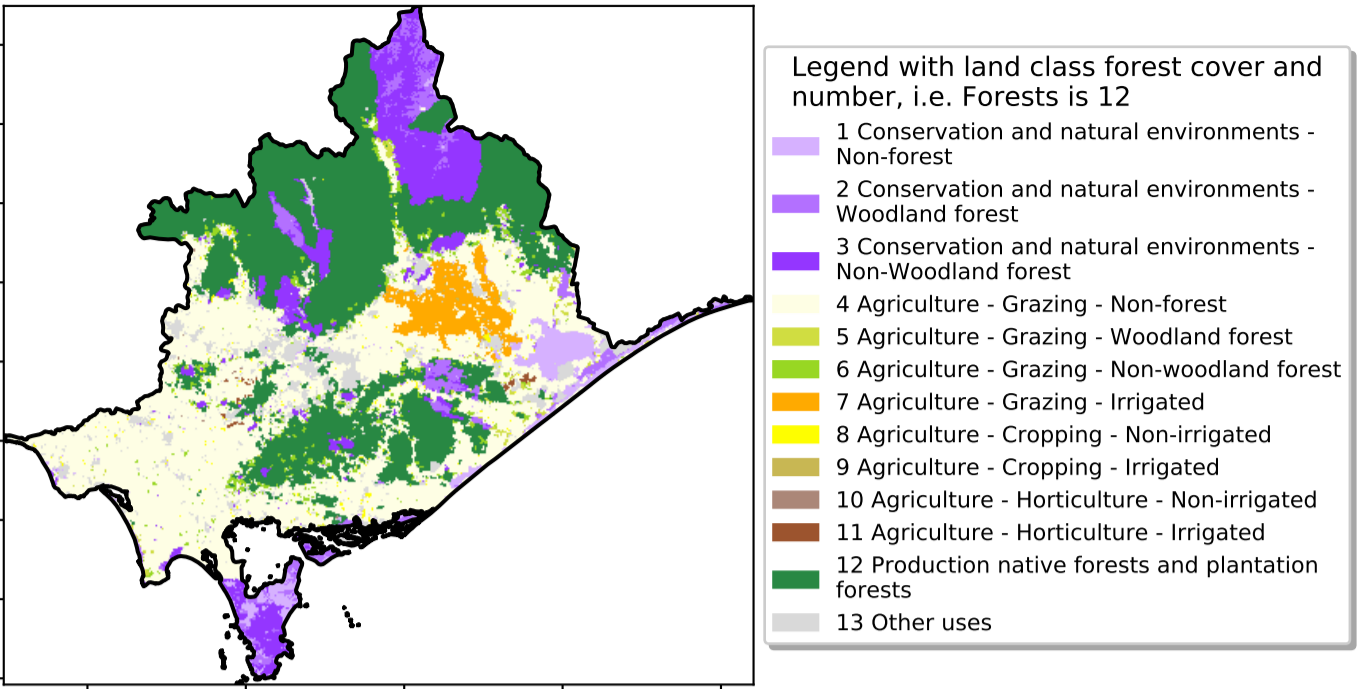 Legend with land class forest cover and
number, i.e. Forests is 12
1 Conservation and natural environments -
Non-forest
2 Conservation and natural environments -
Woodland forest
3 Conservation and natural environments -
Non-Woodland forest
4 Agriculture - Grazing - Non-forest
5 Agriculture - Grazing - Woodland forest
6 Agriculture - Grazing - Non-woodland forest
7 Agriculture - Grazing - Irrigated
8 Agriculture - Cropping - Non-irrigated
9 Agriculture - Cropping - Irrigated
10 Agriculture - Horticulture - Non-irrigated
11 Agriculture - Horticulture - Irrigated
12 Production native forests and plantation
forests
13 Other uses